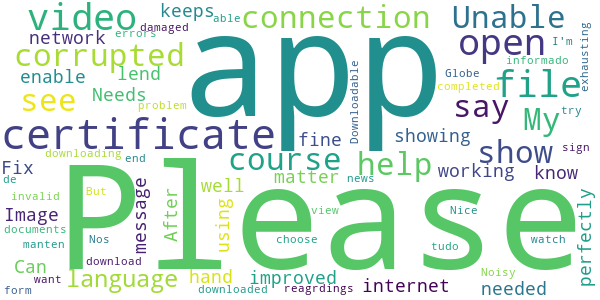 video
keeps
damaged
able
connection
Unable
network
errors
app
open
I'm
exhausting
corrupted
informado
enable
lend
Downloadable
Globe
file
see
Needs
completed
problem
say
My
try
certificate
fine
showing
sign
downloading
end
course
help
show
perfectly
Fix
matter
news
working
know
de
But
message
After
well
invalid
Please
using
Image
view
Nice
documents
Nos
choose
tudo
watch
manten
download
Noisy
Can
language
hand
improved
want
internet
needed
form
downloaded
reagrdings